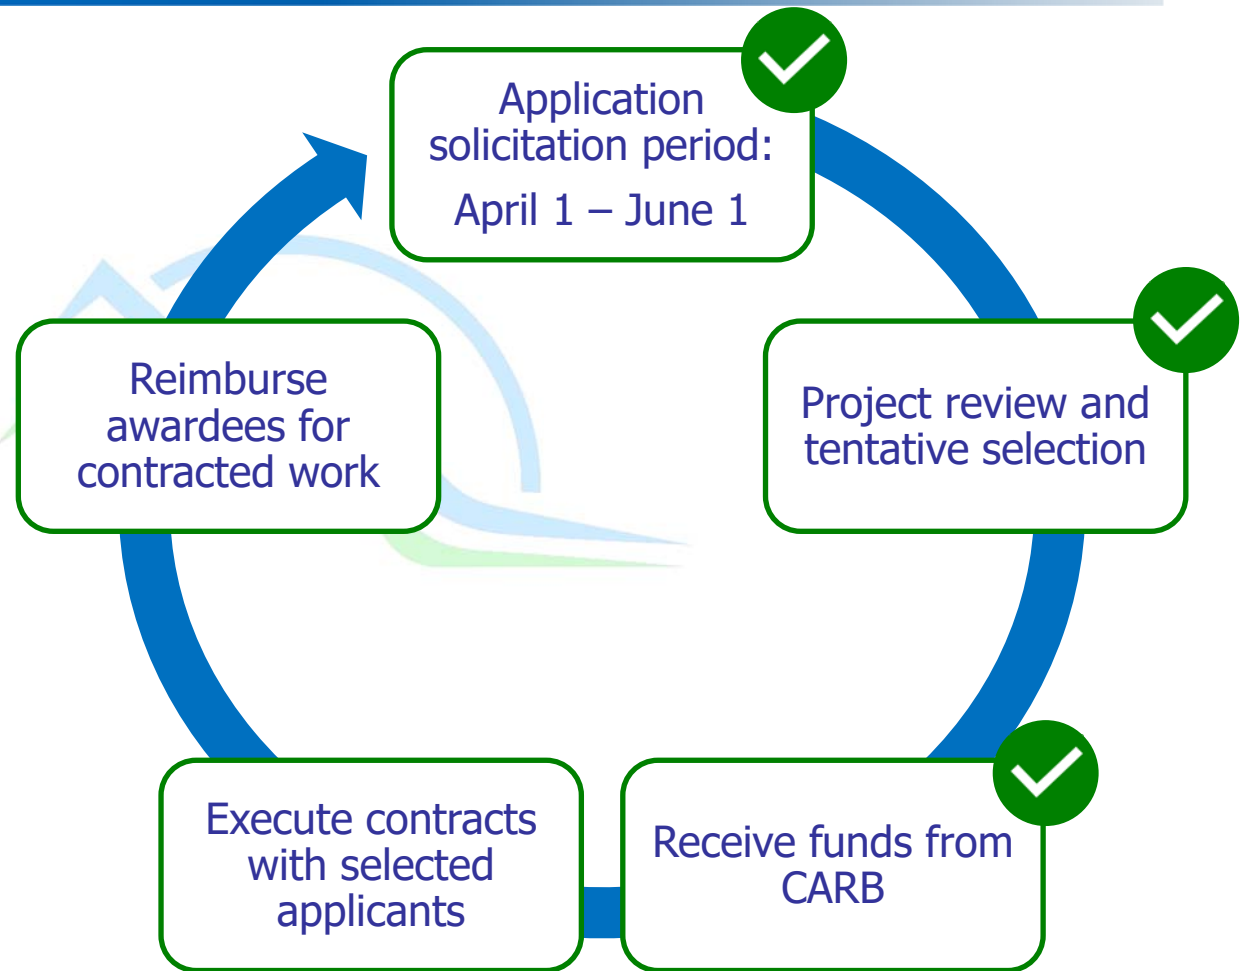 Application
solicitation period:
April 1 – June 1
Project review and
tentative selection
Receive funds from
CARB
Execute contracts
with selected
applicants
Reimburse
awardees for
contracted work